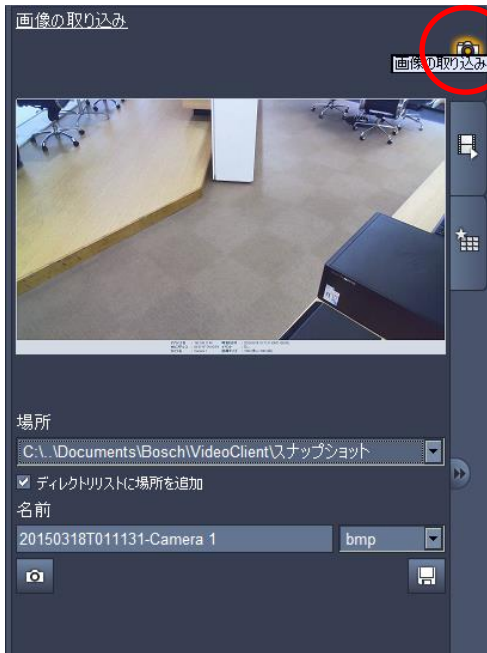 画像の取り込み
画像の取り込み
場所
C:\..\Documents\Bosch\VideoClient\スナップショット
ディレクトリリストに場所を追加
名前
20150318T011131-Camera 1
bmp